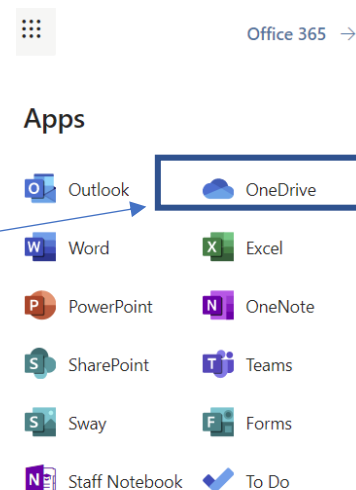 Office 365 →
Apps
Outlook OneDrive
Word Excel
PowerPoint OneNote
SharePoint Teams
Sway Forms
Staff Notebook To Do